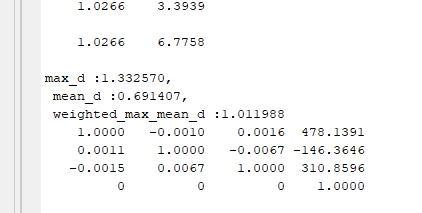 1.0266 3.3939
1.0266 6.7758
max_d :1.332570,
mean_d :0.691407,
weighted_max_mean_d :1.011988
1.0000 -0.0010 0.0016 478.1391
0.0011 1.0000 -0.0067 -146.3646
-0.0015 0.0067 1.0000 310.8596
0 0 0 1.0000